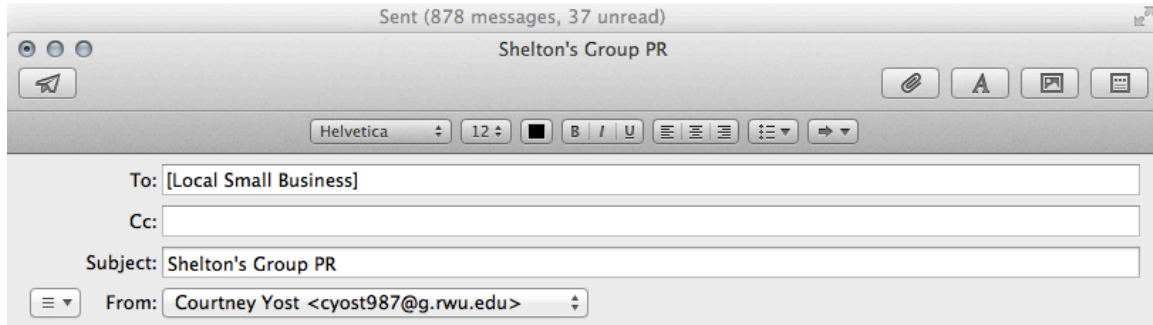 Sent (878 messages, 37 unread)
Shelton's Group PR
A
Helvetica 12 B I U
To: [Local Small Business]
Cc:
Subject: Shelton's Group PR
From: Courtney Yost <cyost987@g.rwu.edu>